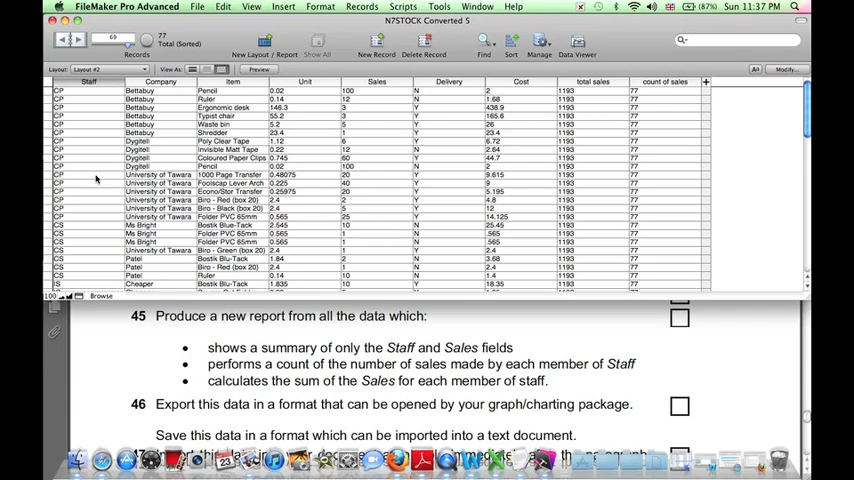 FileMaker Pro Advanced File Edit View Insert Format Records Scripts Tools Window Help (87%) Sun 11:37 PM
N7STOCK Converted 5
69 77 Total (Sorted)
Records New Layout / Report Show All New Record Delete Record Find Sort Manage Data Viewer
Layout: Layout #2 View As: Preview Modify...
Staff Company Item Unit Sales Delivery Cost total sales count of sales
CP Bettabuy Pencil 0.02 100 N 2 1193 77
CP Bettabuy Ruler 0.14 12 N 1.68 1193 77
CP Bettabuy Ergonomic desk 146.3 3 Y 438.9 1193 77
CP Bettabuy Typist chair 55.2 3 Y 165.6 1193 77
CP Bettabuy Waste bin 5.2 5 Y 26 1193 77
CP Bettabuy Shredder 23.4 1 Y 23.4 1193 77
CP Dygitell Poly Clear Tape 1.12 6 Y 6.72 1193 77
CP Dygitell Invisible Matt Tape 0.22 12 N 2.64 1193 77
CP Dygitell Coloured Paper Clips 0.745 60 Y 44.7 1193 77
CP Dygitell Pencil 0.02 100 N 2 1193 77
CP University of Tawara 1000 Page Transfer 0.48075 20 Y 9.615 1193 77
CP University of Tawara Foolscap Lever Arch 0.225 40 Y 9 1193 77
CP University of Tawara Econo/Stor Transfer 0.25975 20 Y 5.195 1193 77
CP University of Tawara Biro - Red (box 20) 2.4 2 Y 4.8 1193 77
CP University of Tawara Biro - Black (box 20) 2.4 5 Y 12 1193 77
CP University of Tawara Folder PVC 65mm 0.565 25 Y 14.125 1193 77
CS Ms Bright Bostik Blue-Tack 2.545 10 Y 25.45 1193 77
CS Ms Bright Folder PVC 65mm 0.565 1 N .565 1193 77
CS Ms Bright Folder PVC 65mm 0.565 1 N .565 1193 77
CS University of Tawara Biro - Green (box 20) 2.4 1 Y 2.4 1193 77
CS Patel Bostik Blu-Tack 1.84 2 Y 3.68 1193 77
CS Patel Biro - Red (box 20) 2.4 1 N 2.4 1193 77
CS Patel Ruler 0.14 10 N 1.4 1193 77
IS Cheaper Bostik Blu-Tack 1.835 10 Y 18.35 1193 77
100 Browse
45 Produce a new report from all the data which:
• shows a summary of only the Staff and Sales fields
• performs a count of the number of sales made by each member of Staff
• calculates the sum of the Sales for each member of staff.
46 Export this data in a format that can be opened by your graph/charting package.
Save this data in a format which can be imported into a text document.